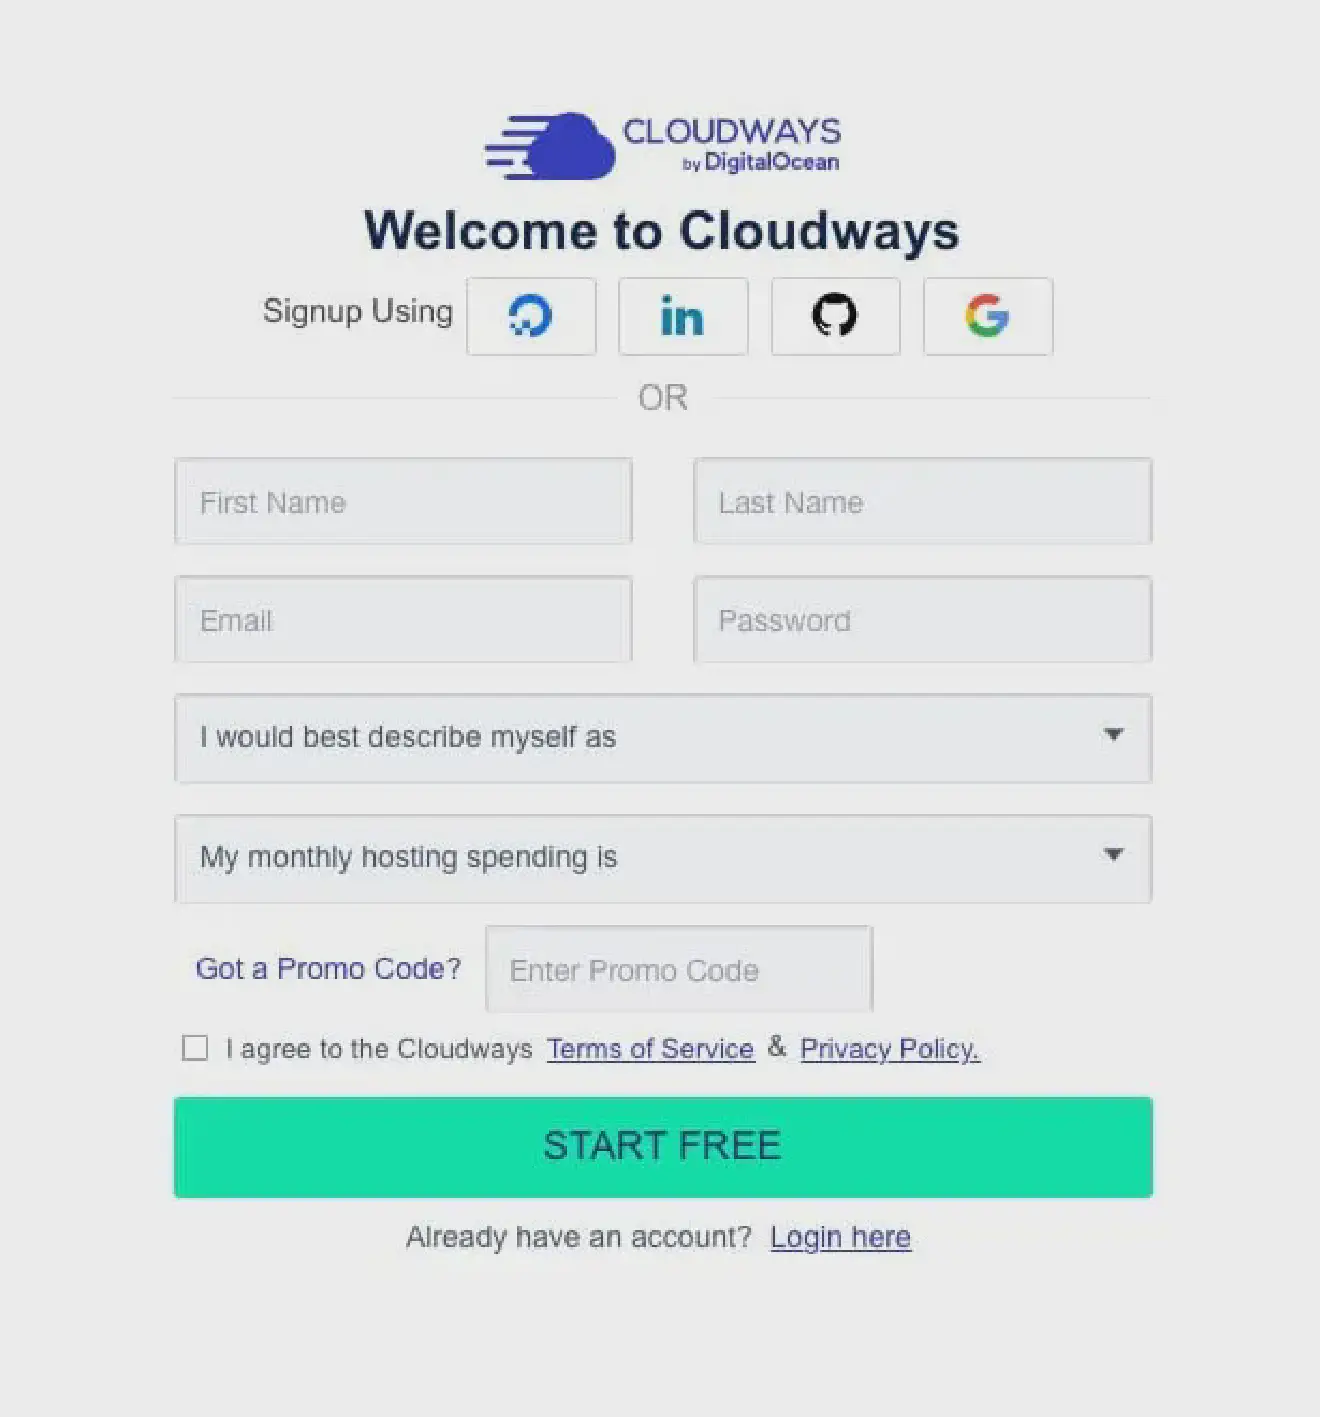 CLOUDWAYS
by DigitalOcean
Welcome to Cloudways
Signup Using
OR
First Name
Last Name
Email
Password
I would best describe myself as
My monthly hosting spending is
Got a Promo Code? Enter Promo Code
I agree to the Cloudways Terms of Service & Privacy Policy.
START FREE
Already have an account? Login here